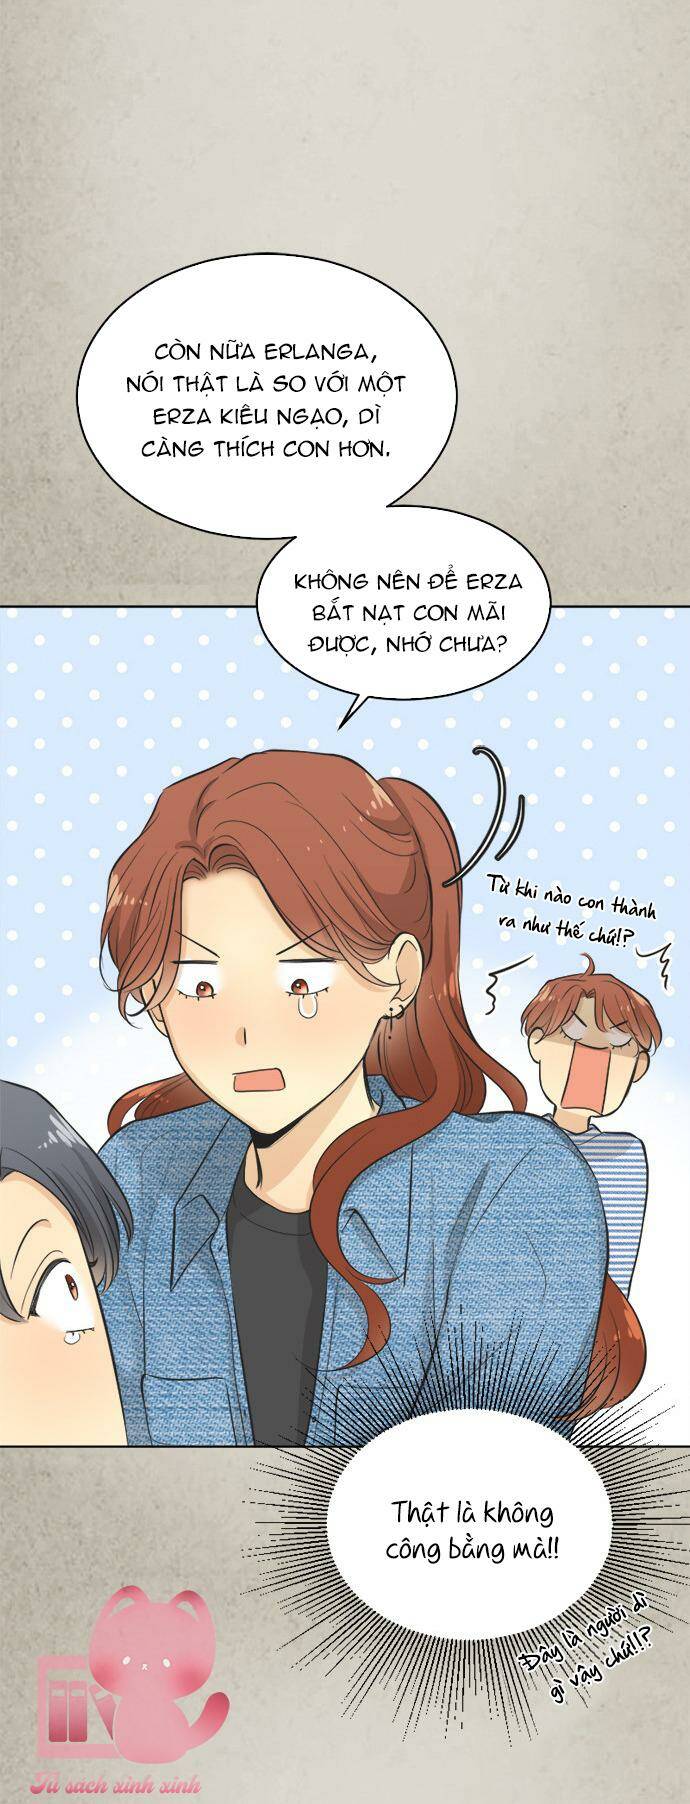 CÒN NỮA ERLANGA,
NÓI THẬT LÀ SO VỚI MỘT
ERZA KIÊU NGẠO, DÌ
CÀNG THÍCH CON HƠN.
KHÔNG NÊN ĐỂ ERZA
BẮT NẠT CON MÃI
ĐƯỢC, NHỚ CHƯA?
Từ khi nào con thành
ra như thế chứ!?
Thật là không
công bằng mà!!
Đây là người dì
gì vậy chứ!!?
Tủ sách xinh xinh